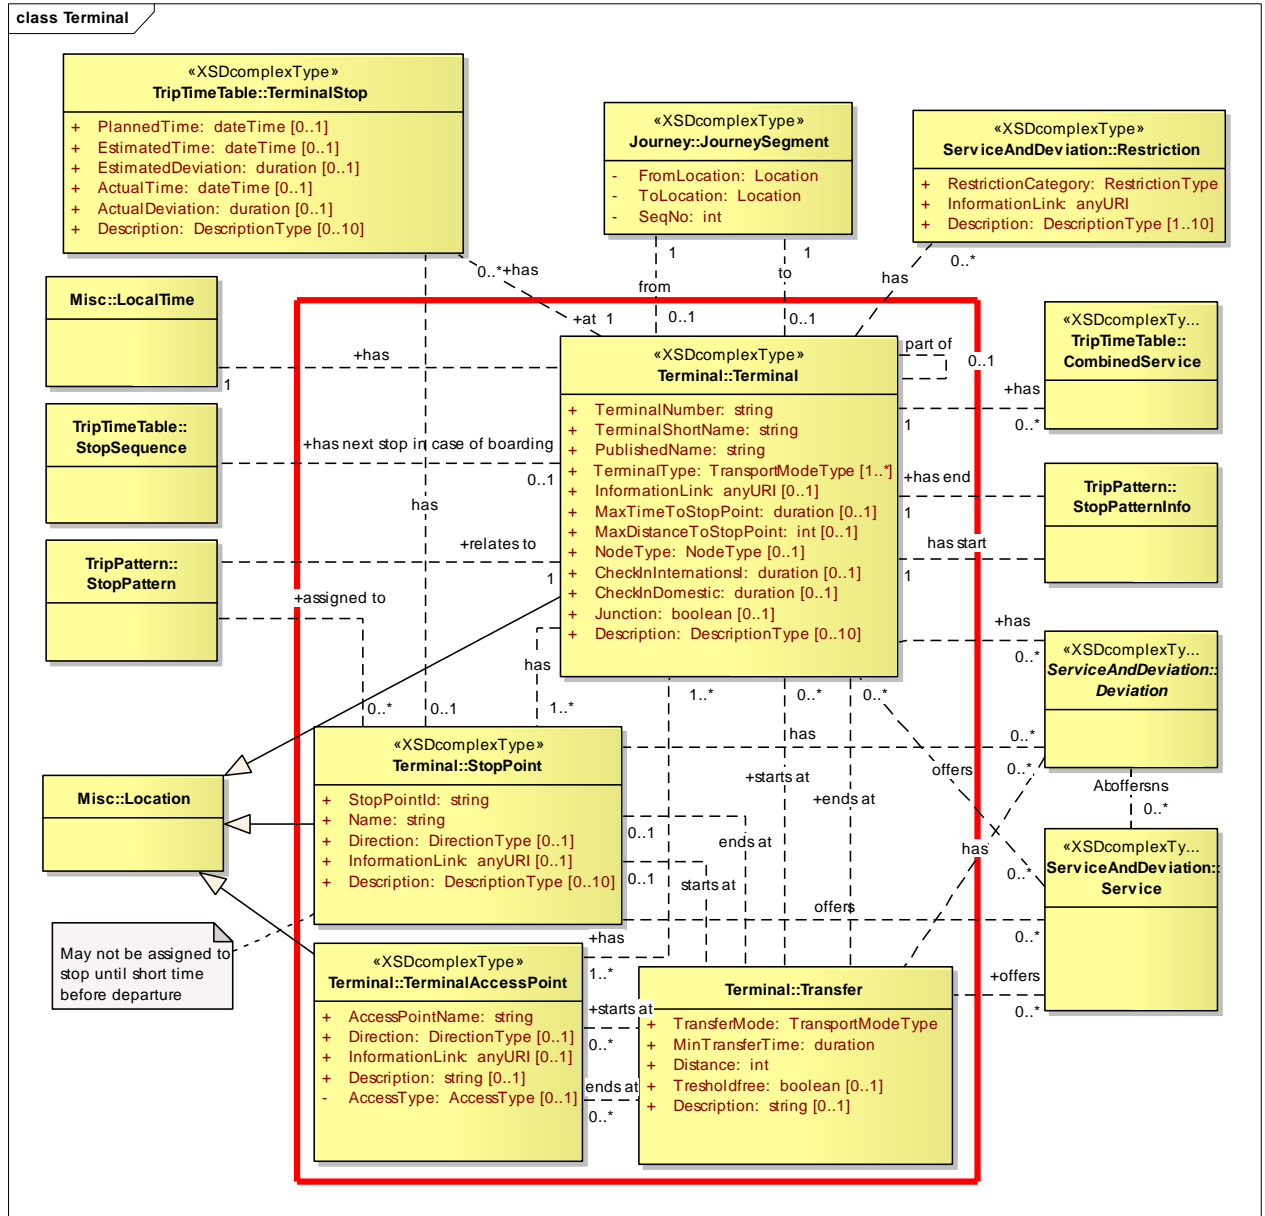 class Terminal
«XSDcomplexType»
TripTimeTable::TerminalStop
+ PlannedTime: dateTime [0..1]
+ EstimatedTime: dateTime [0..1]
+ EstimatedDeviation: duration [0..1]
+ ActualTime: dateTime [0..1]
+ ActualDeviation: duration [0..1]
+ Description: DescriptionType [0..10]
«XSDcomplexType»
Journey::JourneySegment
- FromLocation: Location
- ToLocation: Location
- SeqNo: int
«XSDcomplexType»
ServiceAndDeviation::Restriction
+ RestrictionCategory: RestrictionType
+ InformationLink: anyURI
+ Description: DescriptionType [1..10]
0..* +has
+at 1
1
from
0..1
1
to
0..1
0..*
has
Misc::LocalTime
+has
1
TripTimeTable::
StopSequence
+has next stop in case of boarding
0..1
has
TripPattern::
StopPattern
+relates to
1
+assigned to
0..*
0..1
«XSDcomplexType»
Terminal::Terminal
+ TerminalNumber: string
+ TerminalShortName: string
+ PublishedName: string
+ TerminalType: TransportModeType [1..*]
+ InformationLink: anyURI [0..1]
+ MaxTimeToStopPoint: duration [0..1]
+ MaxDistanceToStopPoint: int [0..1]
+ NodeType: NodeType [0..1]
+ CheckInInternationsl: duration [0..1]
+ CheckInDomestic: duration [0..1]
+ Junction: boolean [0..1]
+ Description: DescriptionType [0..10]
part of
0..1
«XSDcomplexTy...
TripTimeTable::
CombinedService
+has
1
0..*
TripPattern::
StopPatternInfo
+has end
1
has start
1
«XSDcomplexTy...
ServiceAndDeviation::
Deviation
+has
0..*
has
1..*
1..*
0..*
0..*
has
0..*
0..*
offers
+starts at
+ends at
Aboffersns
0..*
Misc::Location
«XSDcomplexType»
Terminal::StopPoint
+ StopPointId: string
+ Name: string
+ Direction: DirectionType [0..1]
+ InformationLink: anyURI [0..1]
+ Description: DescriptionType [0..10]
0..1
ends at
0..1
starts at
has
0..*
«XSDcomplexTy...
ServiceAndDeviation::
Service
offers
0..*
May not be assigned to
stop until short time
before departure
«XSDcomplexType»
Terminal::TerminalAccessPoint
+ AccessPointName: string
+ Direction: DirectionType [0..1]
+ InformationLink: anyURI [0..1]
+ Description: string [0..1]
- AccessType: AccessType [0..1]
+has
1..*
+starts at
0..*
ends at
0..*
Terminal::Transfer
+ TransferMode: TransportModeType
+ MinTransferTime: duration
+ Distance: int
+ Tresholdfree: boolean [0..1]
+ Description: string [0..1]
+offers
0..*